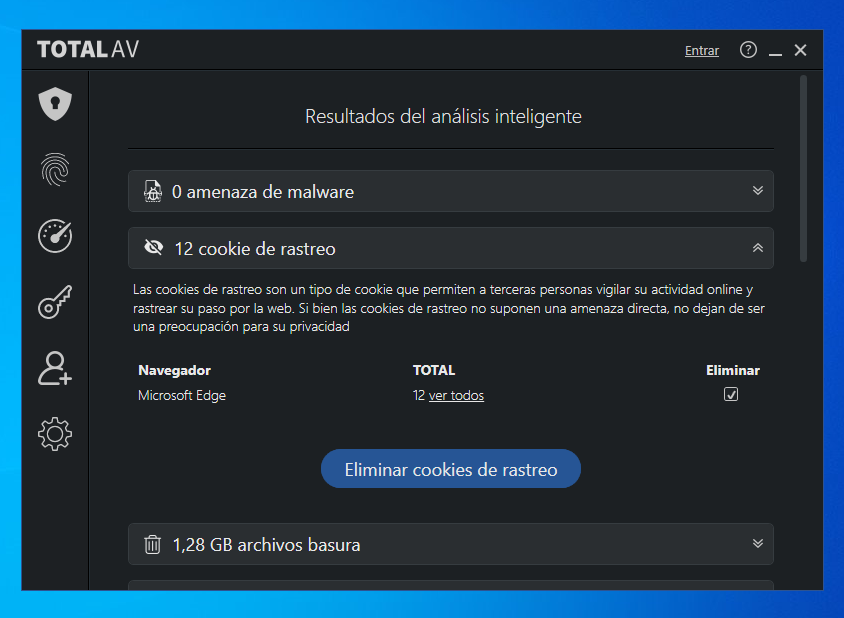 TOTAL AV
Entrar
Resultados del análisis inteligente
0 amenaza de malware
12 cookie de rastreo
Las cookies de rastreo son un tipo de cookie que permiten a terceras personas vigilar su actividad online y
rastrear su paso por la web. Si bien las cookies de rastreo no suponen una amenaza directa, no dejan de ser
una preocupación para su privacidad
Navegador TOTAL Eliminar
Microsoft Edge 12 ver todos
Eliminar cookies de rastreo
1,28 GB archivos basura